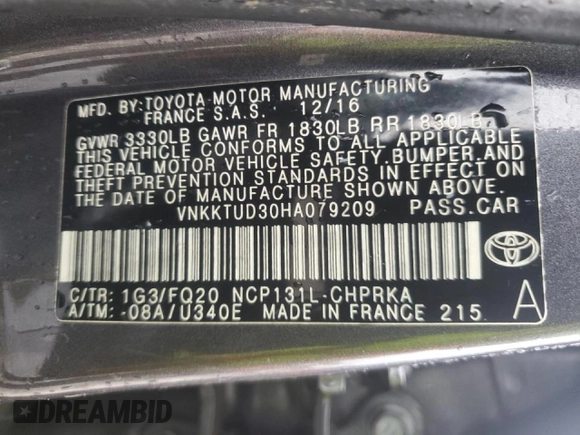 MFD. BY:TOYOTA MOTOR MANUFACTURING
FRANCE S.A.S. 12/16
GVWR 3330LB GAWR FR 1830LB RR 1830LB
THIS VEHICLE CONFORMS TO ALL APPLICABLE
FEDERAL MOTOR VEHICLE SAFETY, BUMPER, AND
THEFT PREVENTION STANDARDS IN EFFECT ON
THE DATE OF MANUFACTURE SHOWN ABOVE.
VNKKTUD30HA079209 PASS.CAR
C/TR: 1G3/FQ20 NCP131L-CHPRKA
A/TM: -08A/U340E MADE IN FRANCE 215
A
DREAMBID